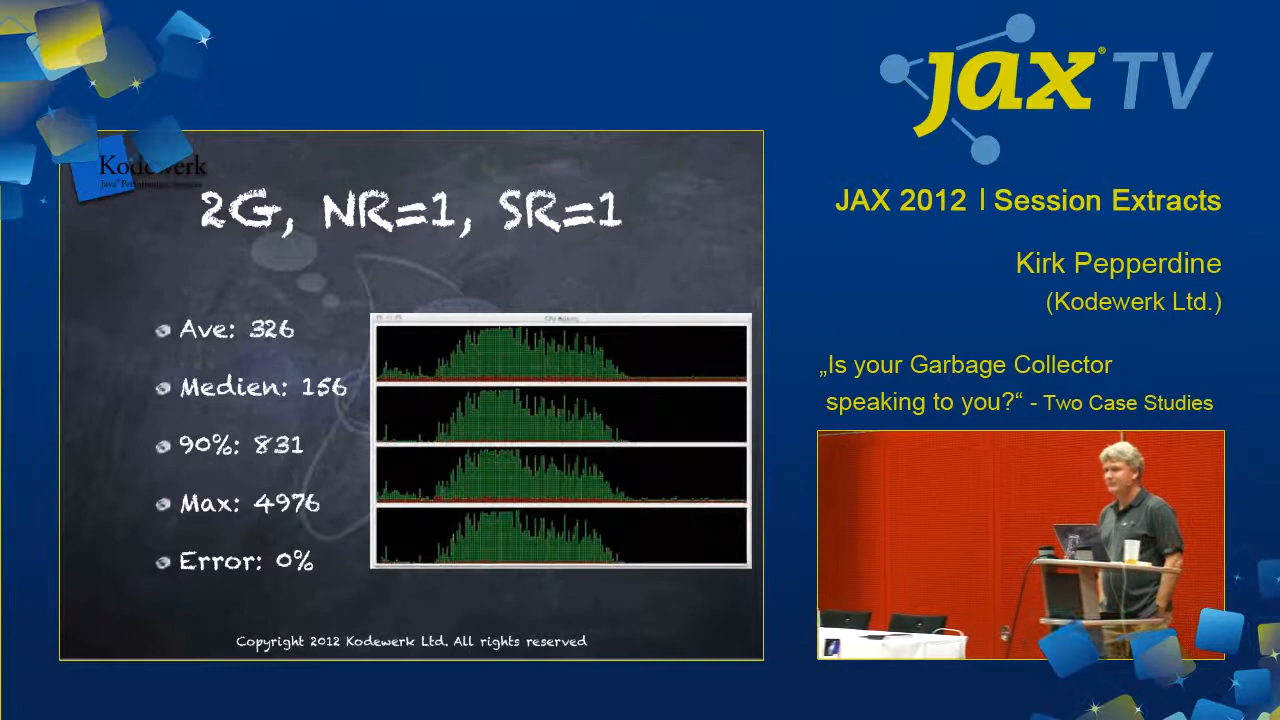 Kodewerk
2G, NR=1, SR=1
Ave: 326
Medien: 156
90%: 831
Max: 4976
Error: 0%
Copyright 2012 Kodewerk Ltd. All rights reserved
jax® TV
JAX 2012 | Session Extracts
Kirk Pepperdine
(Kodewerk Ltd.)
„Is your Garbage Collector
speaking to you?“ - Two Case Studies